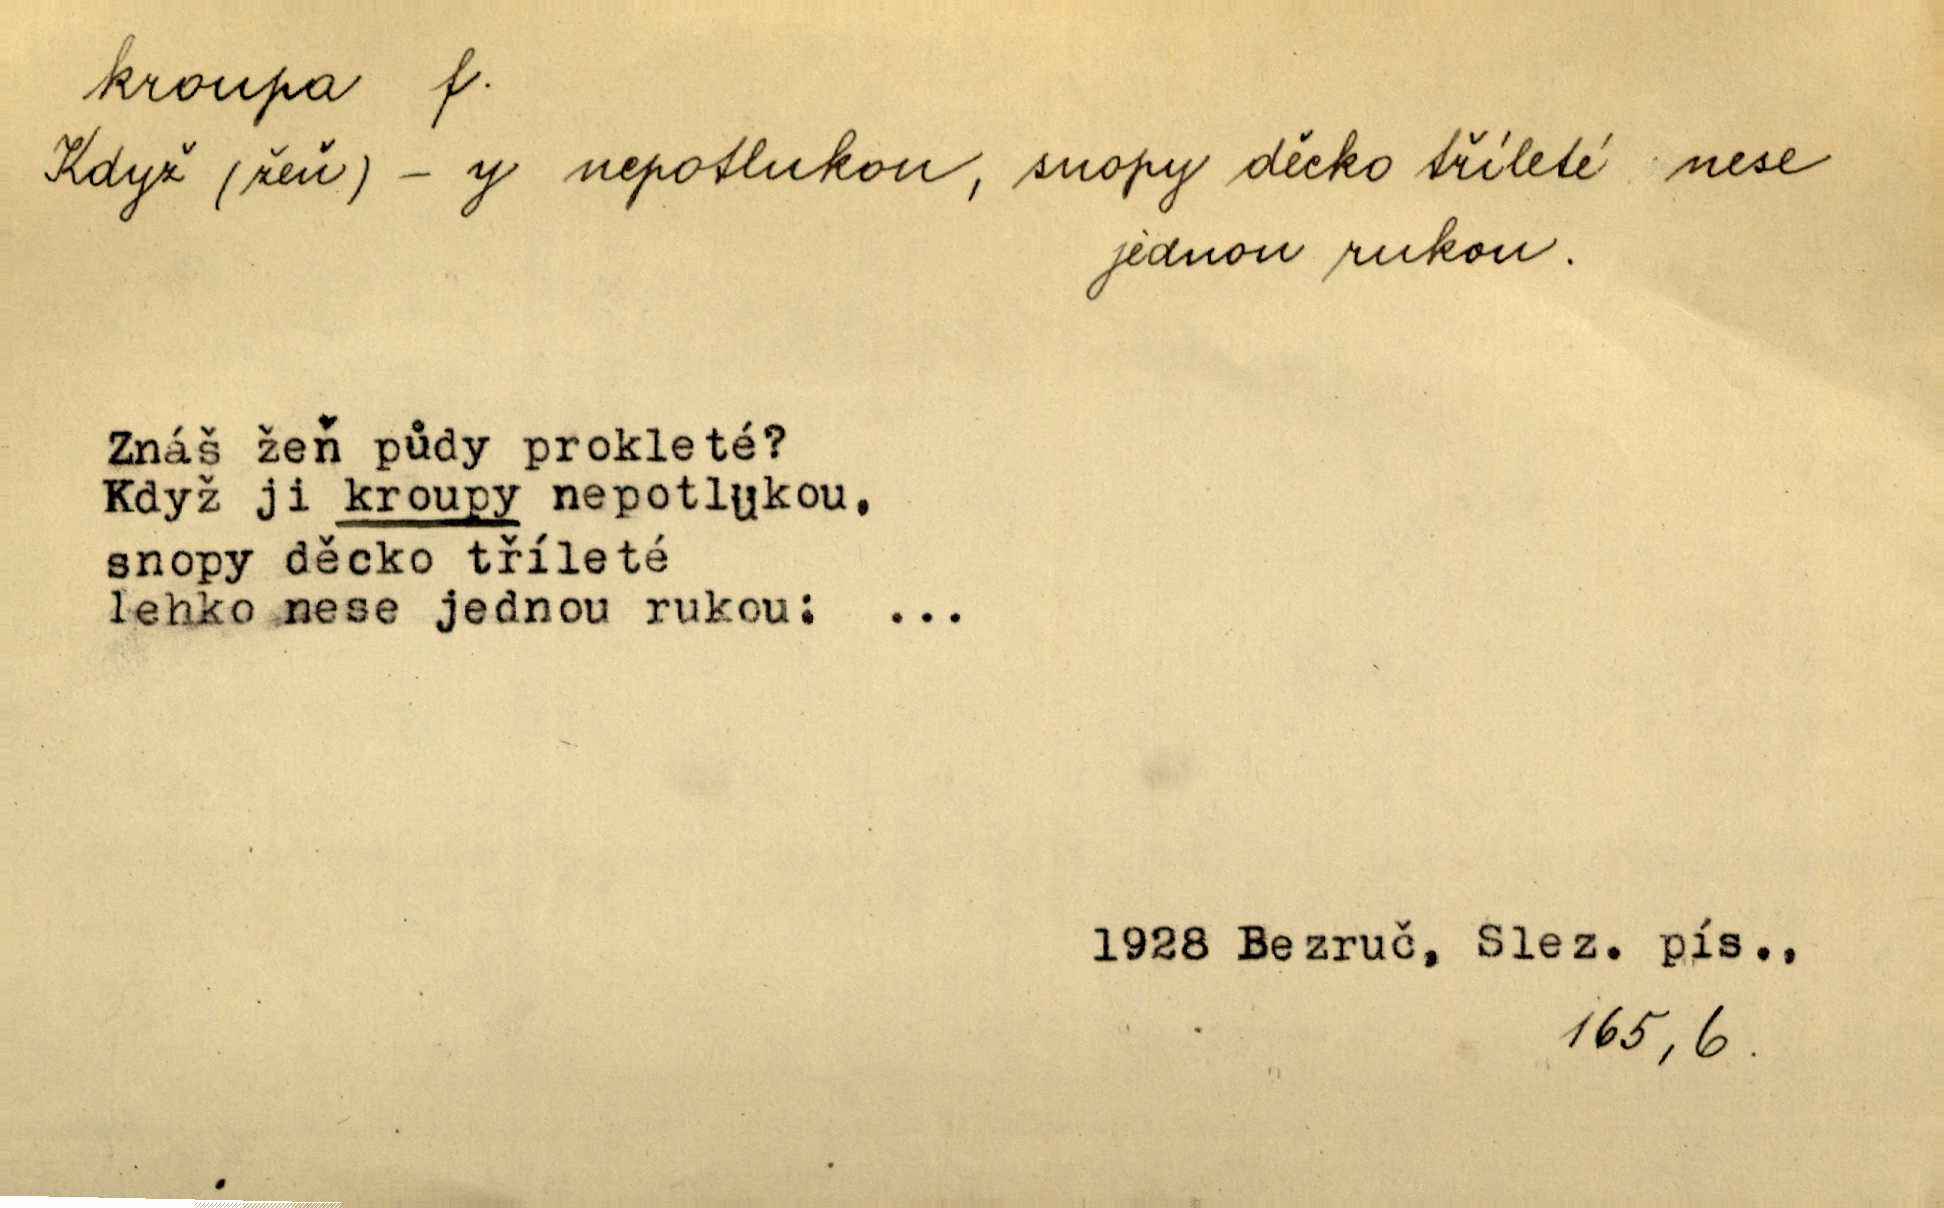 kroupa f.
Když (žeň) – y nepotlukou, snopy děcko tříleté nese
jednou rukou.
Znáš žeň půdy prokleté?
Když ji kroupy nepotlukou,
snopy děcko tříleté
lehko nese jednou rukou: ...
1928 Bezruč, Slez. pís.,
165, 6.